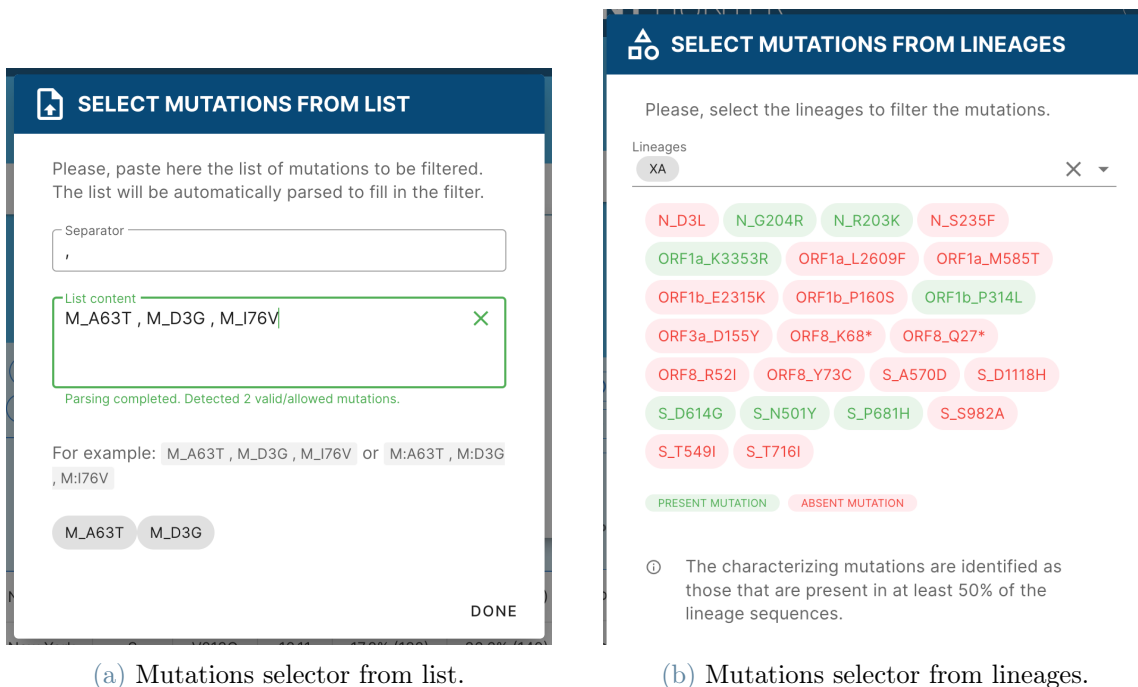 SELECT MUTATIONS FROM LIST
Please, paste here the list of mutations to be filtered.
The list will be automatically parsed to fill in the filter.
Separator
,
List content
M_A63T , M_D3G , M_I76V
Parsing completed. Detected 2 valid/allowed mutations.
For example: M_A63T , M_D3G , M_I76V or M:A63T , M:D3G
, M:I76V
M_A63T M_D3G
DONE
(a) Mutations selector from list.
SELECT MUTATIONS FROM LINEAGES
Please, select the lineages to filter the mutations.
Lineages
XA
N_D3L N_G204R N_R203K N_S235F
ORF1a_K3353R ORF1a_L2609F ORF1a_M585T
ORF1b_E2315K ORF1b_P160S ORF1b_P314L
ORF3a_D155Y ORF8_K68* ORF8_Q27*
ORF8_R52I ORF8_Y73C S_A570D S_D1118H
S_D614G S_N501Y S_P681H S_S982A
S_T549I S_T716I
PRESENT MUTATION ABSENT MUTATION
The characterizing mutations are identified as
those that are present in at least 50% of the
lineage sequences.
(b) Mutations selector from lineages.